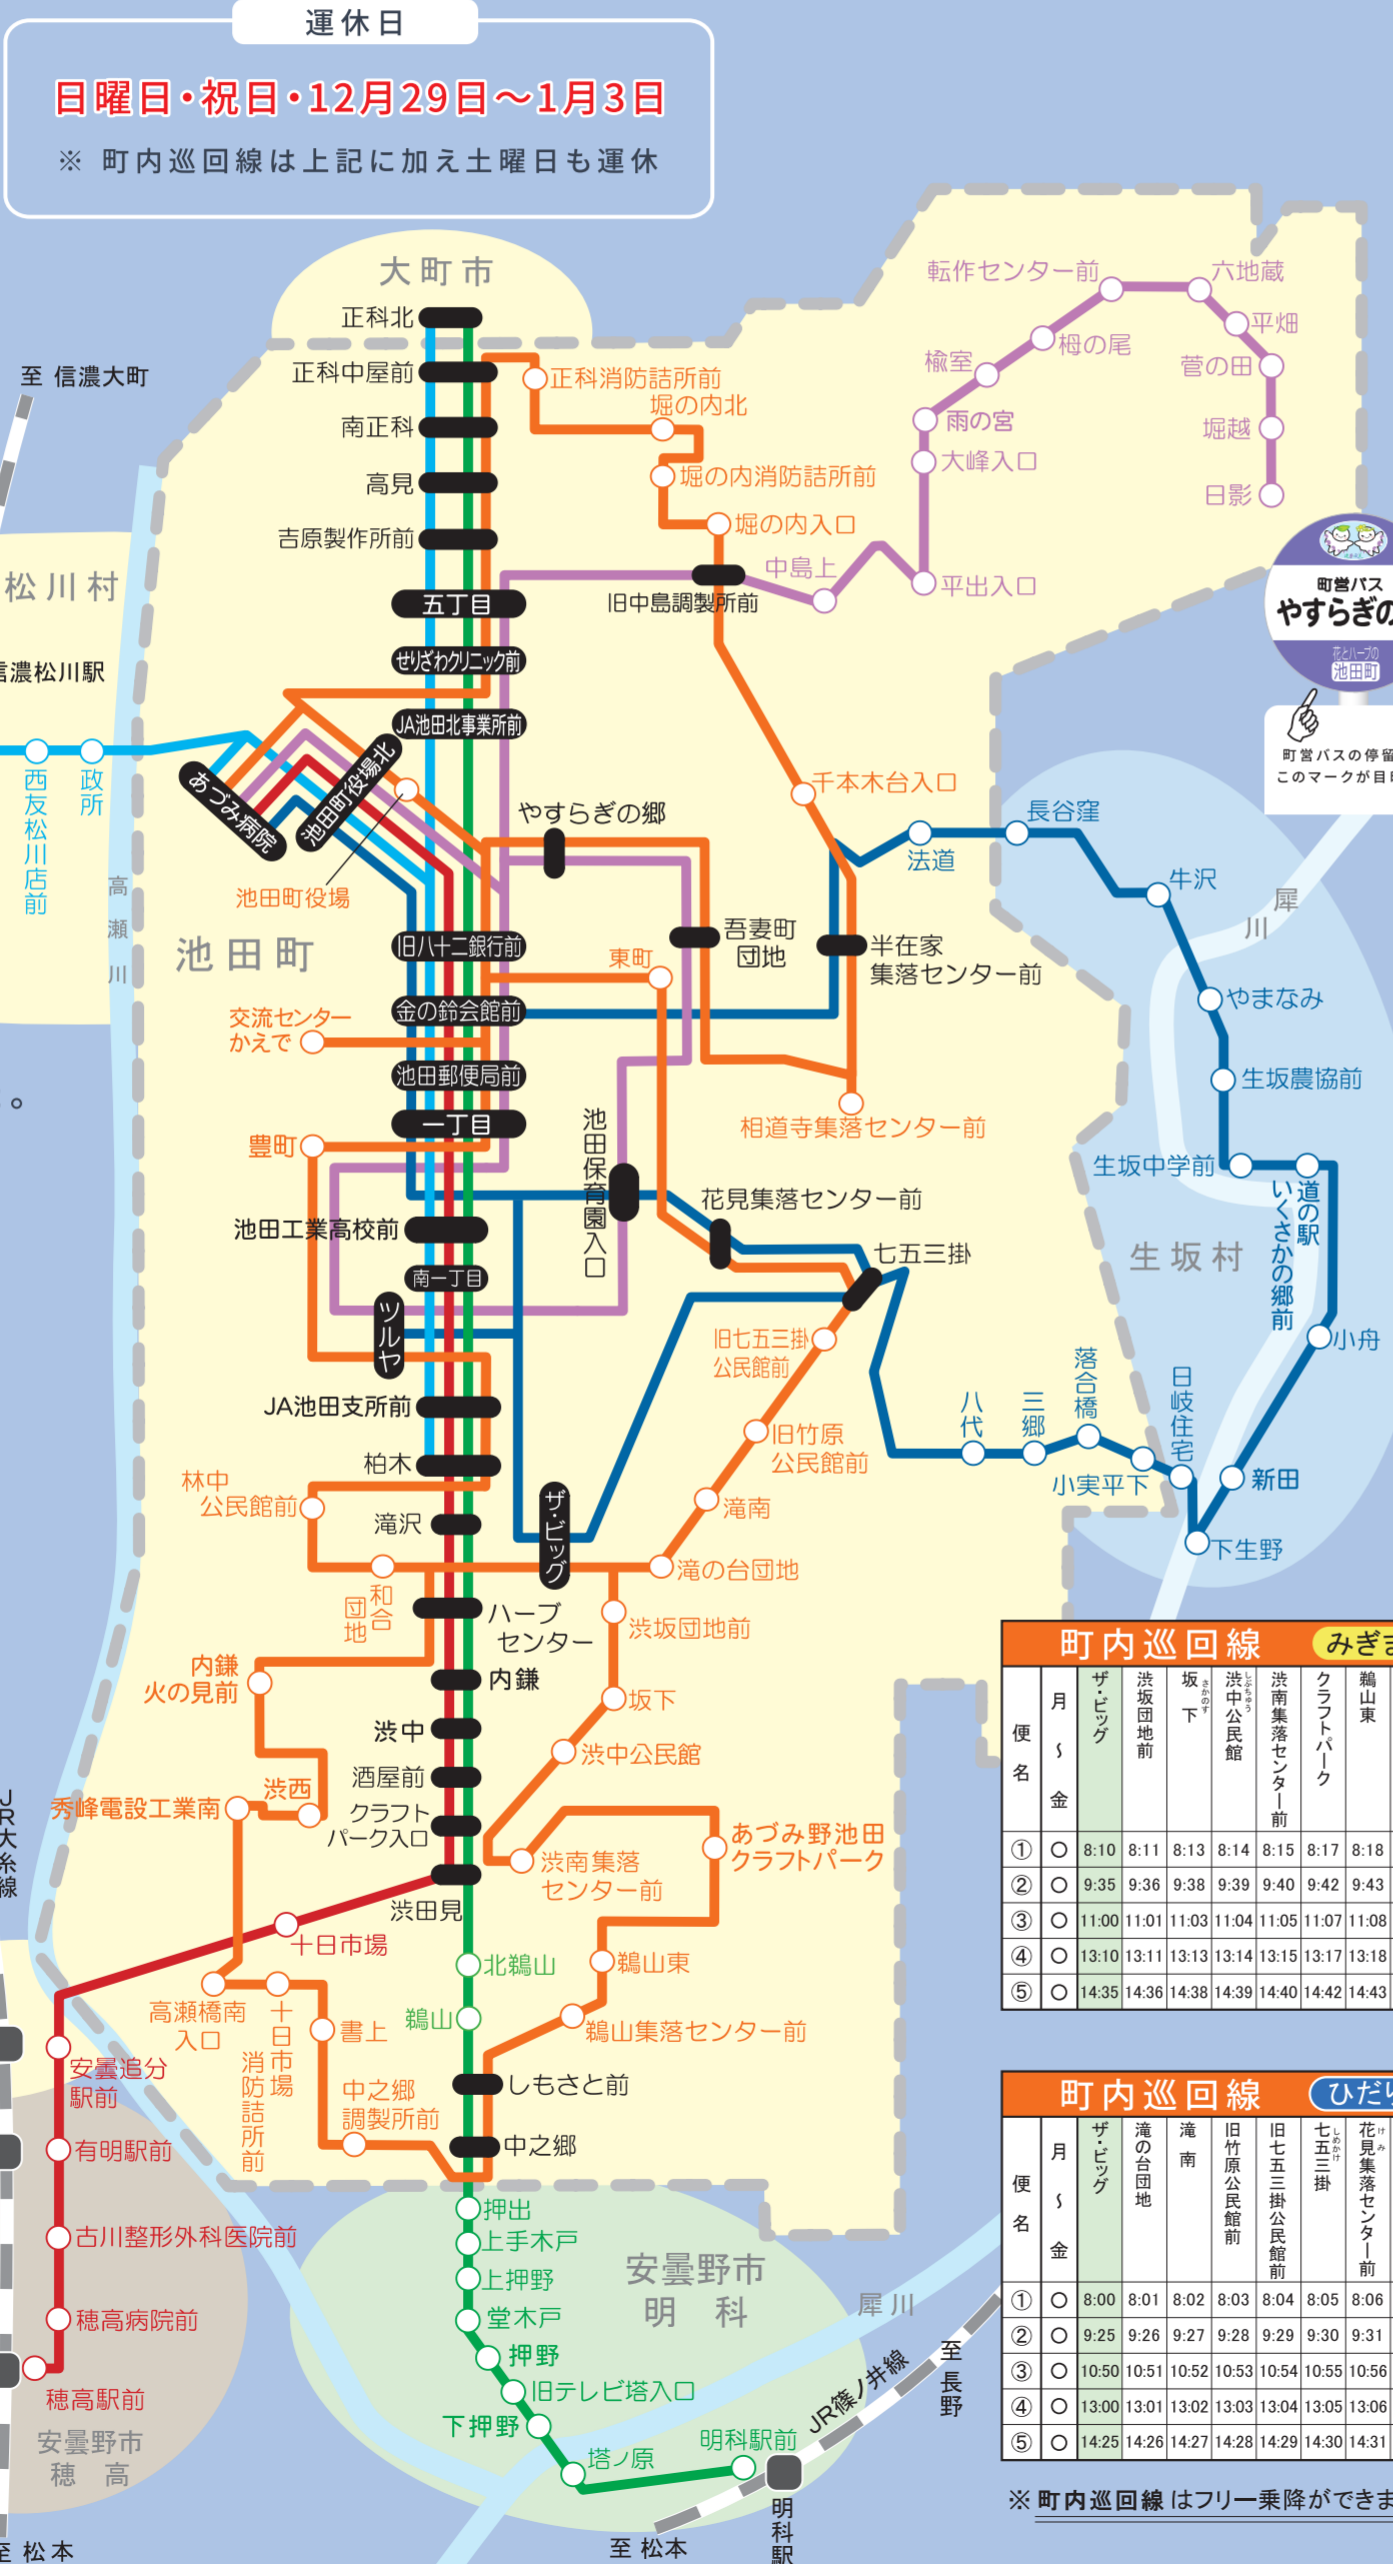 運休日
日曜日・祝日・12月29日～1月3日
※ 町内巡回線は上記に加え土曜日も運休
大町市
正科北
正科中屋前
南正科
高見
吉原製作所前
五丁目
せりざわクリニック前
JA池田北事業所前
正科消防詰所前
堀の内北
堀の内消防詰所前
堀の内入口
旧中島調製所前
中島上
平出入口
大峰入口
雨の宮
楡室
栂の尾
転作センター前
六地蔵
平畑
菅の田
堀越
日影
至 信濃大町
松川村
信濃松川駅
西友松川店前
政所
高瀬川
町営バス
やすらぎの
花とハーブの
池田町
町営バスの停留
このマークが目
あづみ病院
池田町役場北
池田町役場
池田町
やすらぎの郷
千本木台入口
吾妻町
団地
半在家
集落センター前
法道
長谷窪
牛沢
犀川
やまなみ
生坂農協前
生坂中学前
道の駅
いくさかの郷前
小舟
生坂村
旧八十二銀行前
東町
金の鈴会館前
交流センター
かえで
池田郵便局前
一丁目
豊町
相道寺集落センター前
池田保育園入口
花見集落センター前
七五三掛
池田工業高校前
南一丁目
ツルヤ
旧七五三掛
公民館前
旧竹原
公民館前
滝南
滝の台団地
八代
三郷
落合橋
小実平下
日岐住宅
新田
下生野
JA池田支所前
柏木
林中
公民館前
滝沢
ザ・ビッグ
和合
団地
ハーブ
センター
渋坂団地前
内鎌
火の見前
内鎌
坂下
渋中
渋中公民館
酒屋前
渋西
秀峰電設工業南
クラフト
パーク入口
渋南集落
センター前
あづみ野池田
クラフトパーク
渋田見
十日市場
北鵜山
鵜山東
鵜山
鵜山集落センター前
高瀬橋南
入口
十日市場
消防詰所前
書上
中之郷
調製所前
しもさと前
中之郷
JR大糸線
安曇追分
駅前
有明駅前
古川整形外科医院前
穂高病院前
穂高駅前
安曇野市
穂 高
至 松本
押出
上手木戸
上押野
堂木戸
押野
旧テレビ塔入口
下押野
塔ノ原
明科駅前
安曇野市
明 科
犀川
JR篠ノ井線
至 長野
至 松本
明科駅
町内巡回線
便名 月～金 ザ・ビッグ 渋坂団地前 坂下 さかのす 渋中公民館 しぶちゅう 渋南集落センター前 クラフトパーク 鵜山東
① ○ 8:10 8:11 8:13 8:14 8:15 8:17 8:18
② ○ 9:35 9:36 9:38 9:39 9:40 9:42 9:43
③ ○ 11:00 11:01 11:03 11:04 11:05 11:07 11:08
④ ○ 13:10 13:11 13:13 13:14 13:15 13:17 13:18
⑤ ○ 14:35 14:36 14:38 14:39 14:40 14:42 14:43
町内巡回線
便名 月～金 ザ・ビッグ 滝の台団地 滝南 旧竹原公民館前 旧七五三掛公民館前 七五三掛 しめかけ 花見集落センター前 けみ
① ○ 8:00 8:01 8:02 8:03 8:04 8:05 8:06
② ○ 9:25 9:26 9:27 9:28 9:29 9:30 9:31
③ ○ 10:50 10:51 10:52 10:53 10:54 10:55 10:56
④ ○ 13:00 13:01 13:02 13:03 13:04 13:05 13:06
⑤ ○ 14:25 14:26 14:27 14:28 14:29 14:30 14:31
※ 町内巡回線はフリー乗降ができま